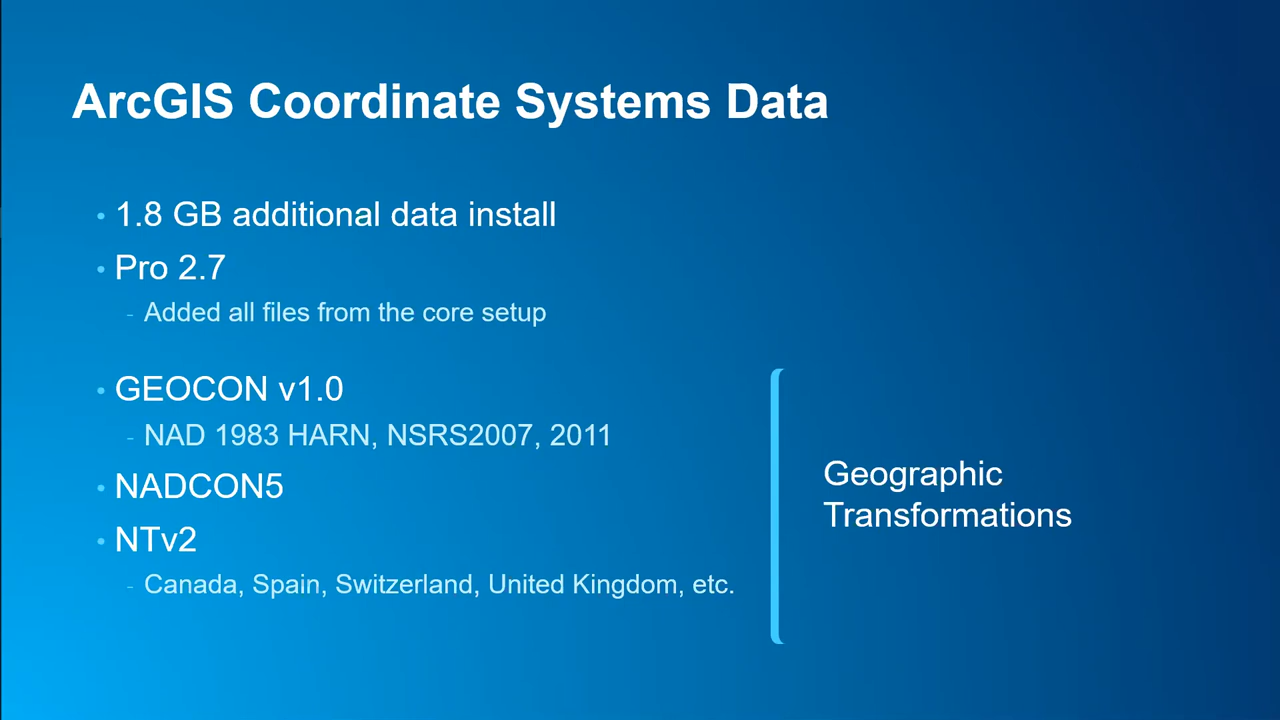 ArcGIS Coordinate Systems Data
• 1.8 GB additional data install
• Pro 2.7
- Added all files from the core setup
• GEOCON v1.0
- NAD 1983 HARN, NSRS2007, 2011
• NADCON5
• NTv2
- Canada, Spain, Switzerland, United Kingdom, etc.
Geographic
Transformations